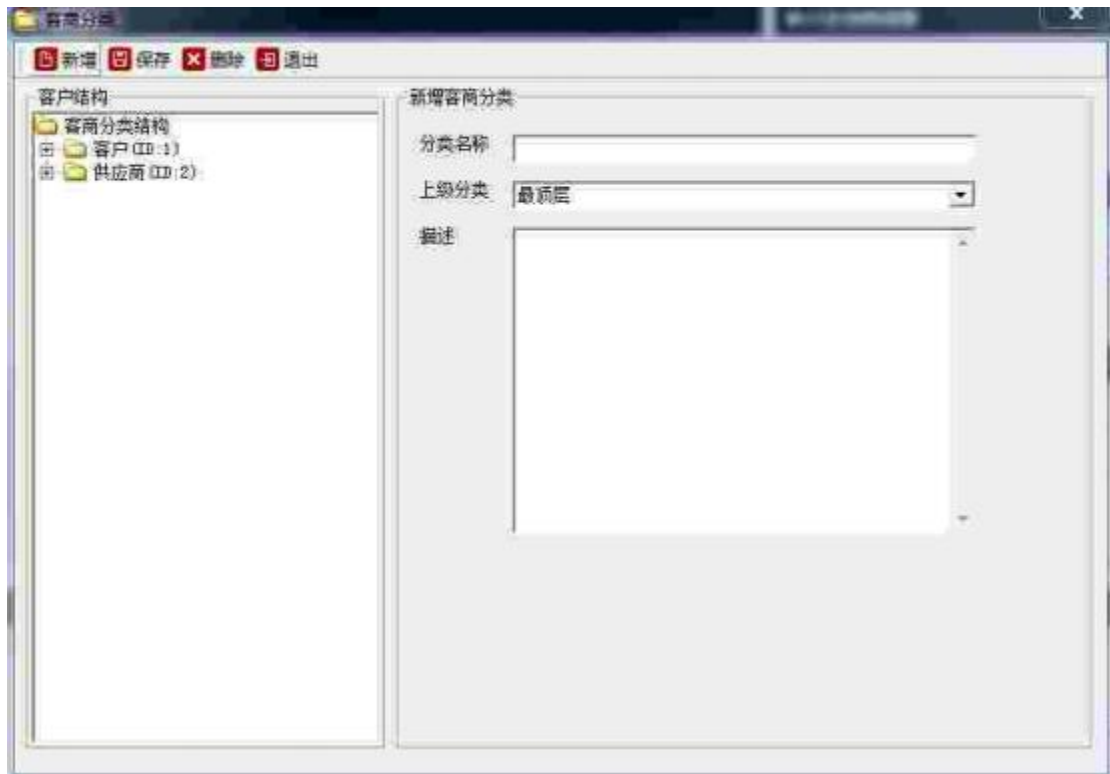 客商分类
新增 保存 删除 退出
客户结构
客商分类结构
客户(ID:1)
供应商(ID:2)
新增客商分类
分类名称
上级分类 最顶层
描述